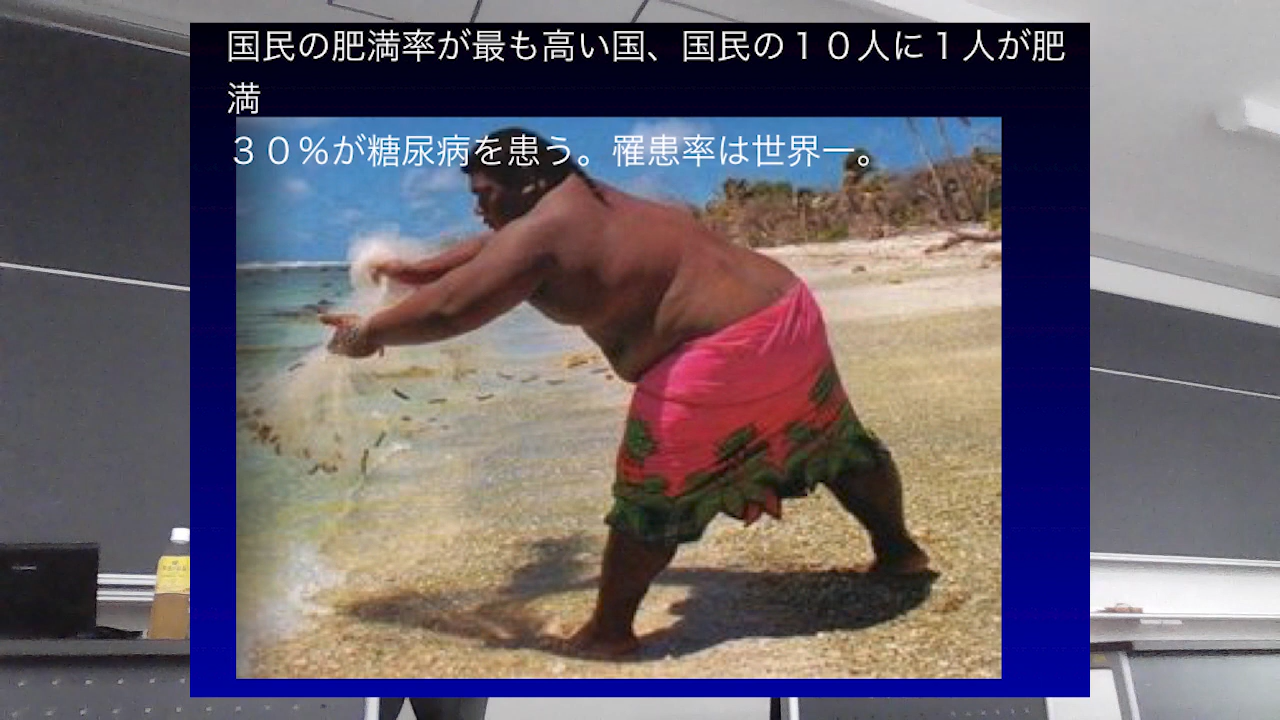 国民の肥満率が最も高い国、国民の１０人に１人が肥
満
３０％が糖尿病を患う。罹患率は世界一。